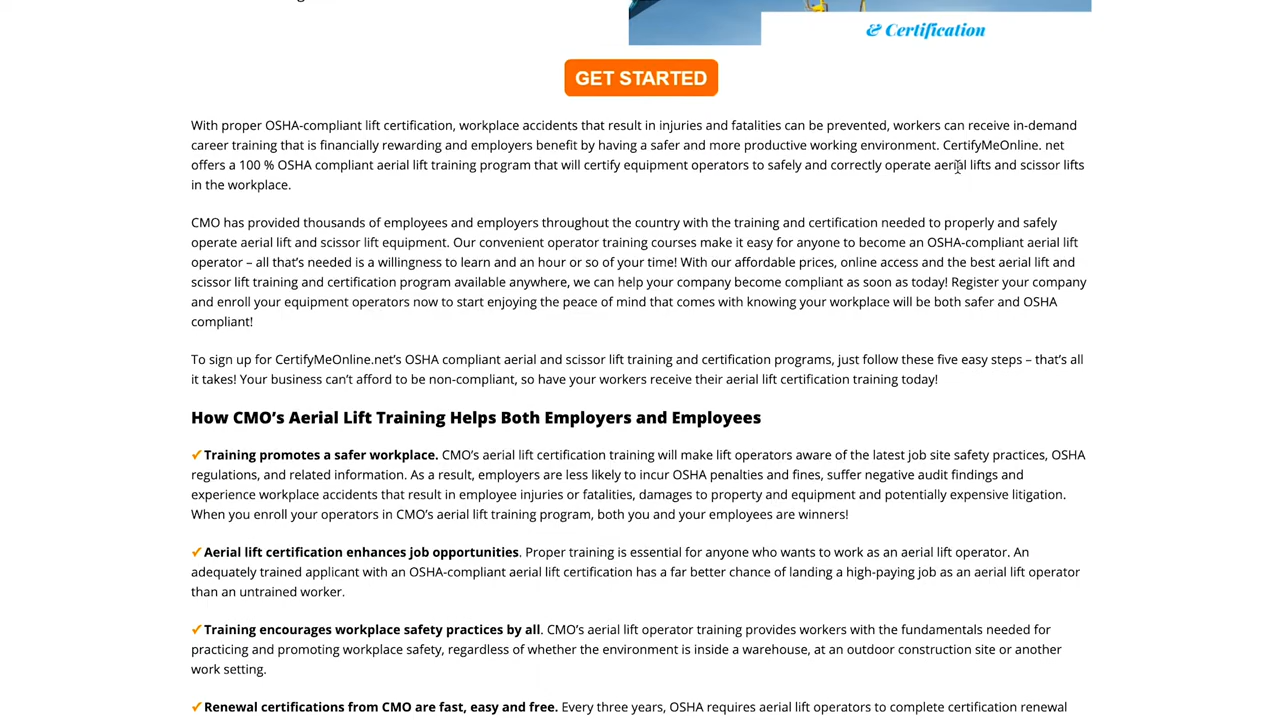 & Certification
GET STARTED
With proper OSHA-compliant lift certification, workplace accidents that result in injuries and fatalities can be prevented, workers can receive in-demand
career training that is financially rewarding and employers benefit by having a safer and more productive working environment. CertifyMeOnline. net
offers a 100 % OSHA compliant aerial lift training program that will certify equipment operators to safely and correctly operate aerial lifts and scissor lifts
in the workplace.
CMO has provided thousands of employees and employers throughout the country with the training and certification needed to properly and safely
operate aerial lift and scissor lift equipment. Our convenient operator training courses make it easy for anyone to become an OSHA-compliant aerial lift
operator – all that's needed is a willingness to learn and an hour or so of your time! With our affordable prices, online access and the best aerial lift and
scissor lift training and certification program available anywhere, we can help your company become compliant as soon as today! Register your company
and enroll your equipment operators now to start enjoying the peace of mind that comes with knowing your workplace will be both safer and OSHA
compliant!
To sign up for CertifyMeOnline.net's OSHA compliant aerial and scissor lift training and certification programs, just follow these five easy steps – that's all
it takes! Your business can't afford to be non-compliant, so have your workers receive their aerial lift certification training today!
How CMO's Aerial Lift Training Helps Both Employers and Employees
✓Training promotes a safer workplace. CMO's aerial lift certification training will make lift operators aware of the latest job site safety practices, OSHA
regulations, and related information. As a result, employers are less likely to incur OSHA penalties and fines, suffer negative audit findings and
experience workplace accidents that result in employee injuries or fatalities, damages to property and equipment and potentially expensive litigation.
When you enroll your operators in CMO's aerial lift training program, both you and your employees are winners!
✓Aerial lift certification enhances job opportunities. Proper training is essential for anyone who wants to work as an aerial lift operator. An
adequately trained applicant with an OSHA-compliant aerial lift certification has a far better chance of landing a high-paying job as an aerial lift operator
than an untrained worker.
✓Training encourages workplace safety practices by all. CMO's aerial lift operator training provides workers with the fundamentals needed for
practicing and promoting workplace safety, regardless of whether the environment is inside a warehouse, at an outdoor construction site or another
work setting.
✓Renewal certifications from CMO are fast, easy and free. Every three years, OSHA requires aerial lift operators to complete certification renewal